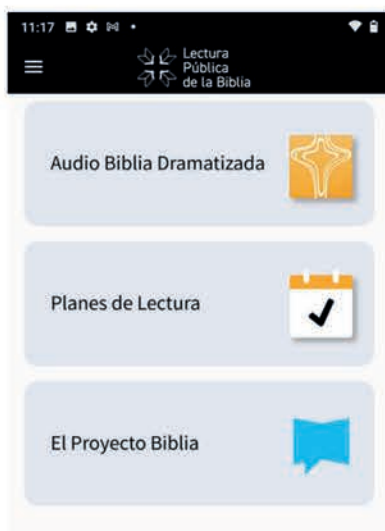 11:17
Lectura
Pública
de la Biblia
Audio Biblia Dramatizada
Planes de Lectura
El Proyecto Biblia